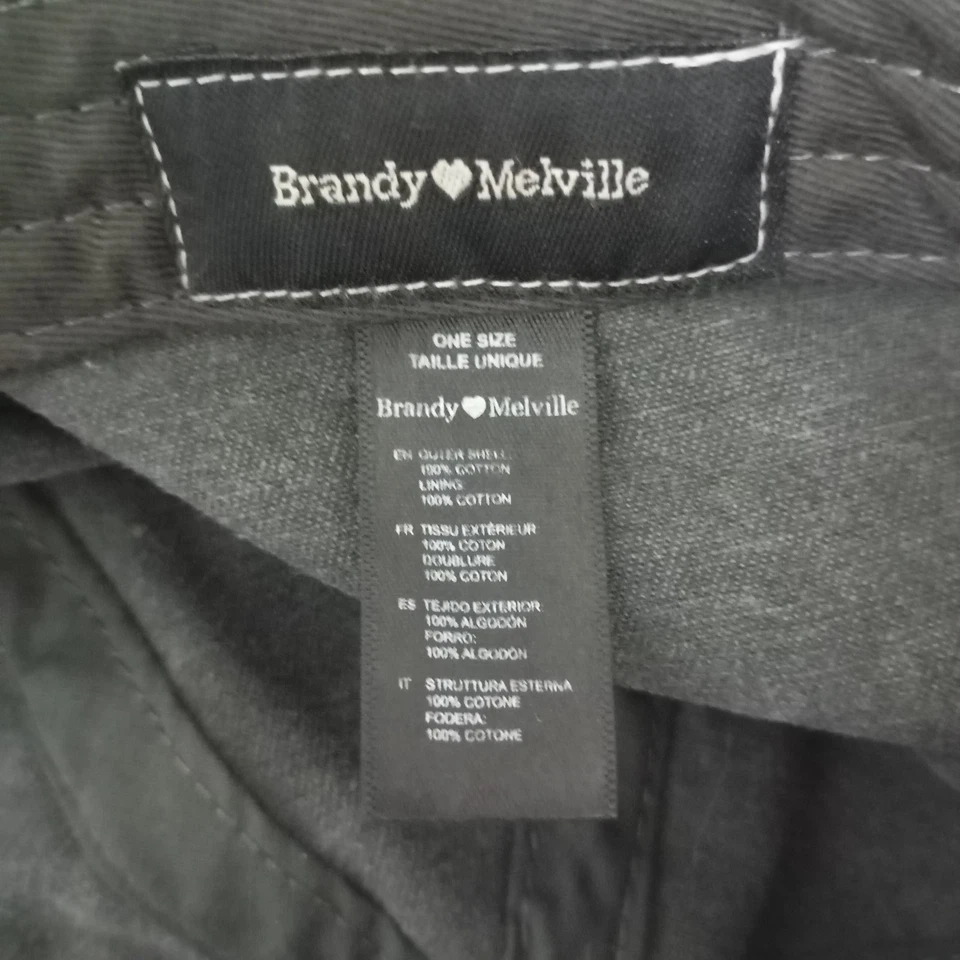 Brandy♥Melville
ONE SIZE
TAILLE UNIQUE
Brandy♥Melville
EN OUTER SHELL:
100% COTTON
LINING
100% COTTON
FR TISSU EXTÉRIEUR
100% COTON
DOUBLURE
100% COTON
ES TEJIDO EXTERIOR:
100% ALGODÓN
FORRO:
100% ALGODÓN
IT STRUTTURA ESTERNA
100% COTONE
FODERA:
100% COTONE